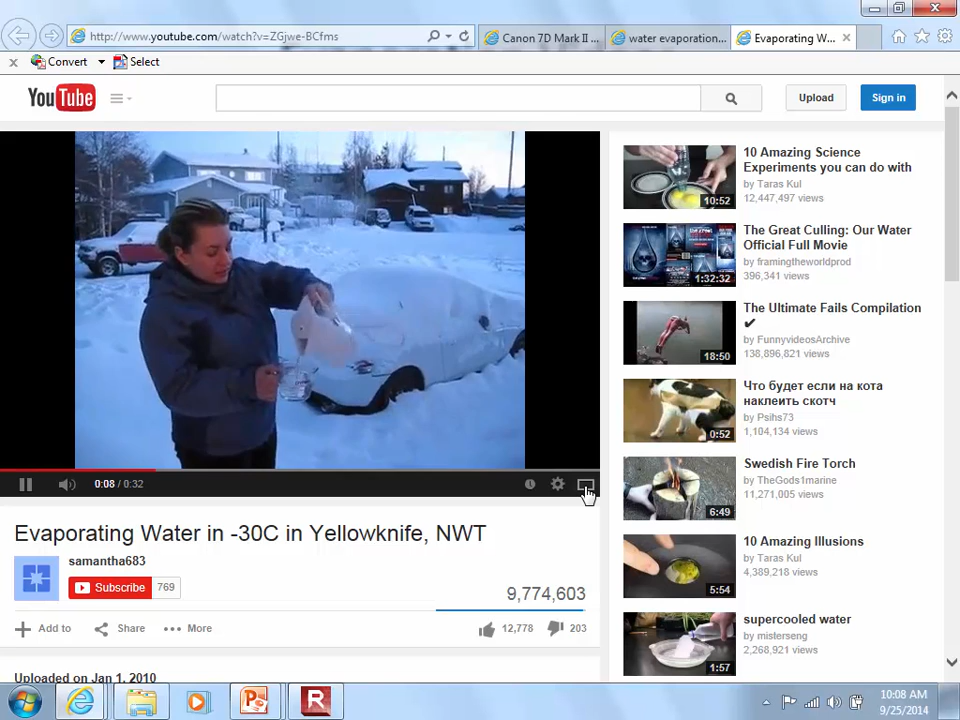 http://www.youtube.com/watch?v=ZGjwe-BCfms
Canon 7D Mark II ...
water evaporation...
Evaporating W...
Convert
Select
YouTube
Upload
Sign in
10 Amazing Science
Experiments you can do with
by Taras Kul
12,447,497 views
10:52
The Great Culling: Our Water
Official Full Movie
by framingtheworldprod
396,341 views
1:32:32
The Ultimate Fails Compilation
✔
by FunnyvideosArchive
138,896,821 views
18:50
Что будет если на кота
наклеить скотч
by Psihs73
1,104,134 views
0:52
Swedish Fire Torch
by TheGods1marine
11,271,005 views
6:49
10 Amazing Illusions
by Taras Kul
4,389,218 views
5:54
supercooled water
by misterseng
2,268,921 views
1:57
0:08 / 0:32
Evaporating Water in -30C in Yellowknife, NWT
samantha683
Subscribe 769
9,774,603
Add to
Share
More
12,778
203
Uploaded on Jan 1, 2010
10:08 AM
9/25/2014